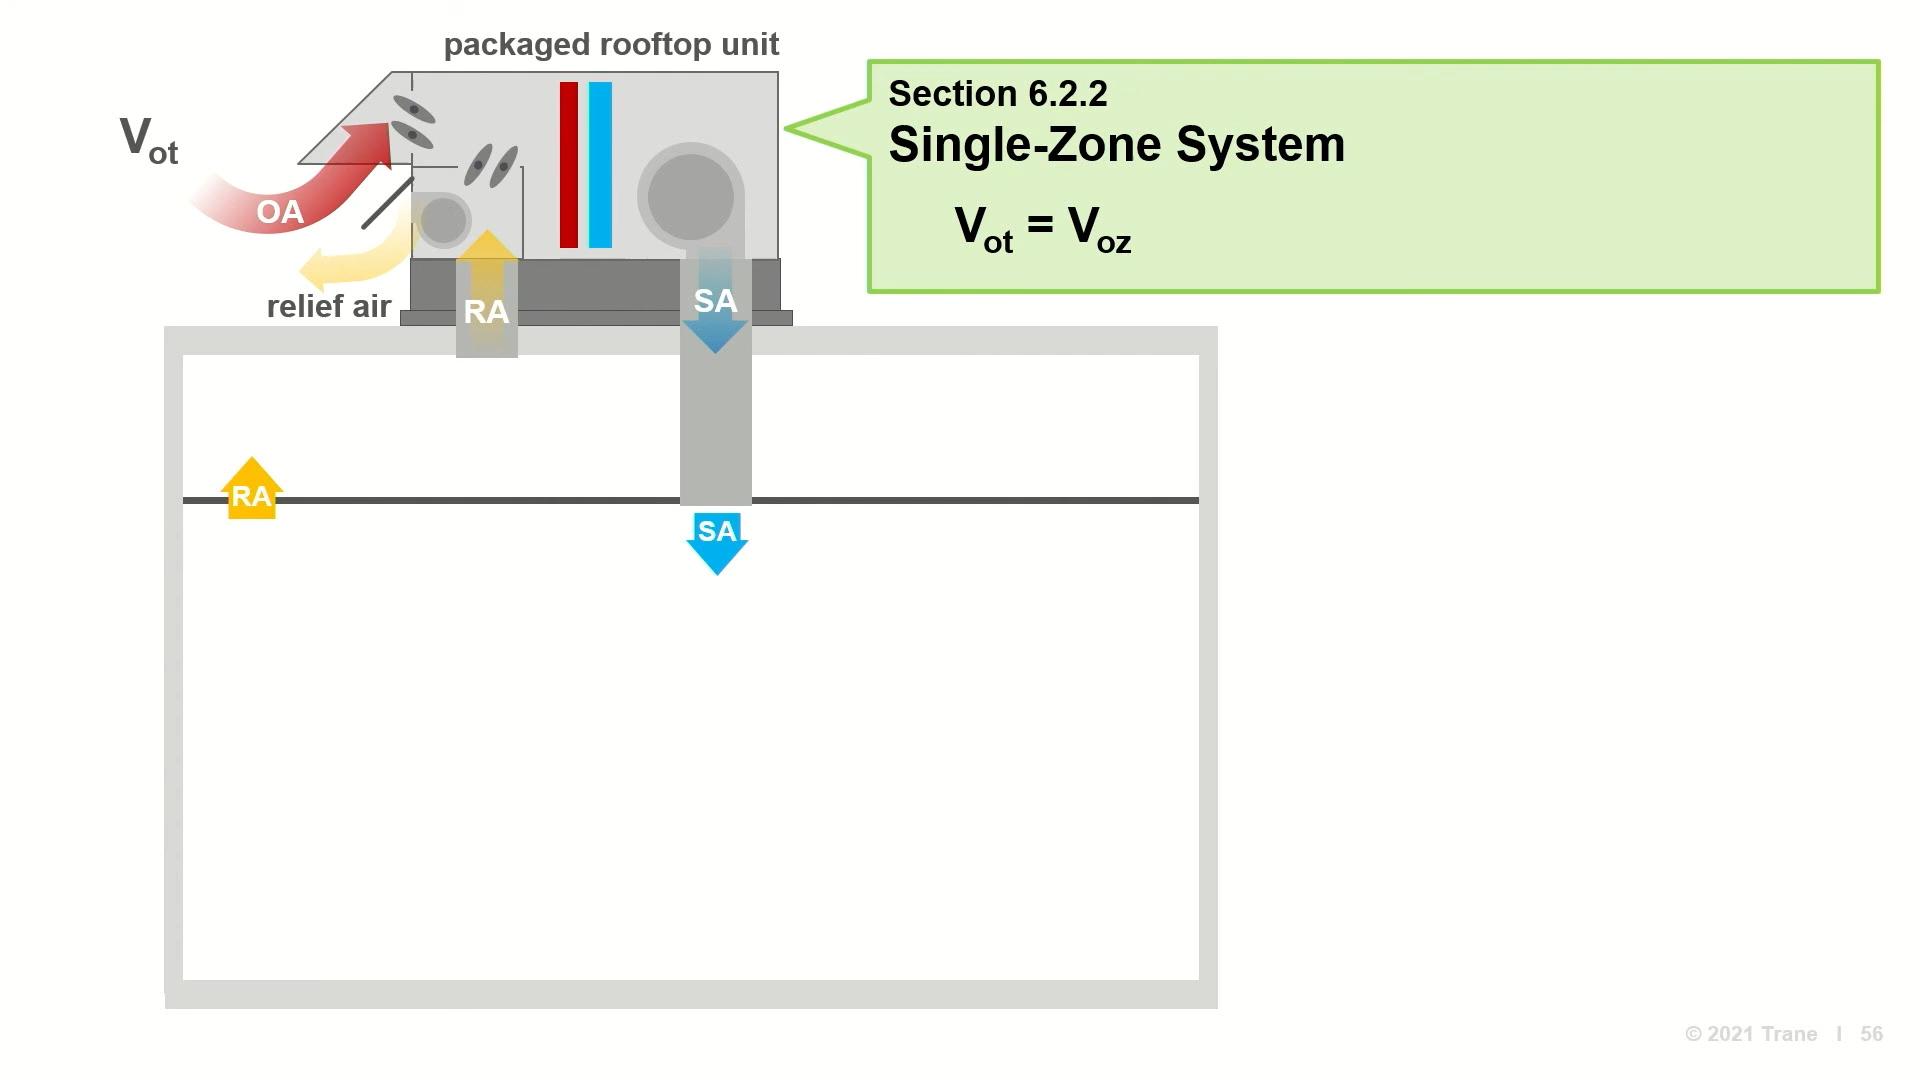 packaged rooftop unit
Section 6.2.2
Single-Zone System
Vot
Vot = Voz
OA
relief air
RA
SA
RA
SA
© 2021 Trane | 56